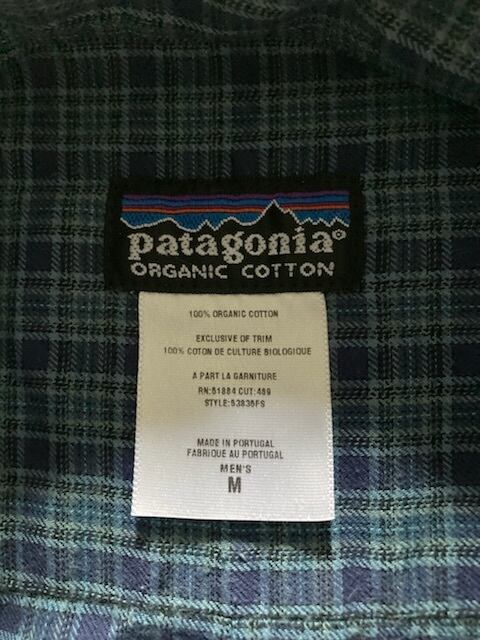 patagonia®
ORGANIC COTTON
100% ORGANIC COTTON
EXCLUSIVE OF TRIM
100% COTON DE CULTURE BIOLOGIQUE
A PART LA GARNITURE
RN:51884 CUT:489
STYLE:53835FS
MADE IN PORTUGAL
FABRIQUE AU PORTUGAL
MEN'S
M